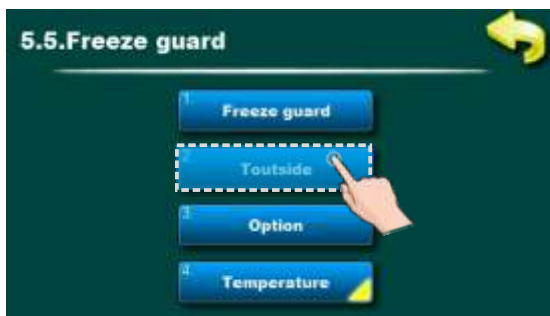 5.5.Freeze guard
1
Freeze guard
2
Toutside
3
Option
4
Temperature